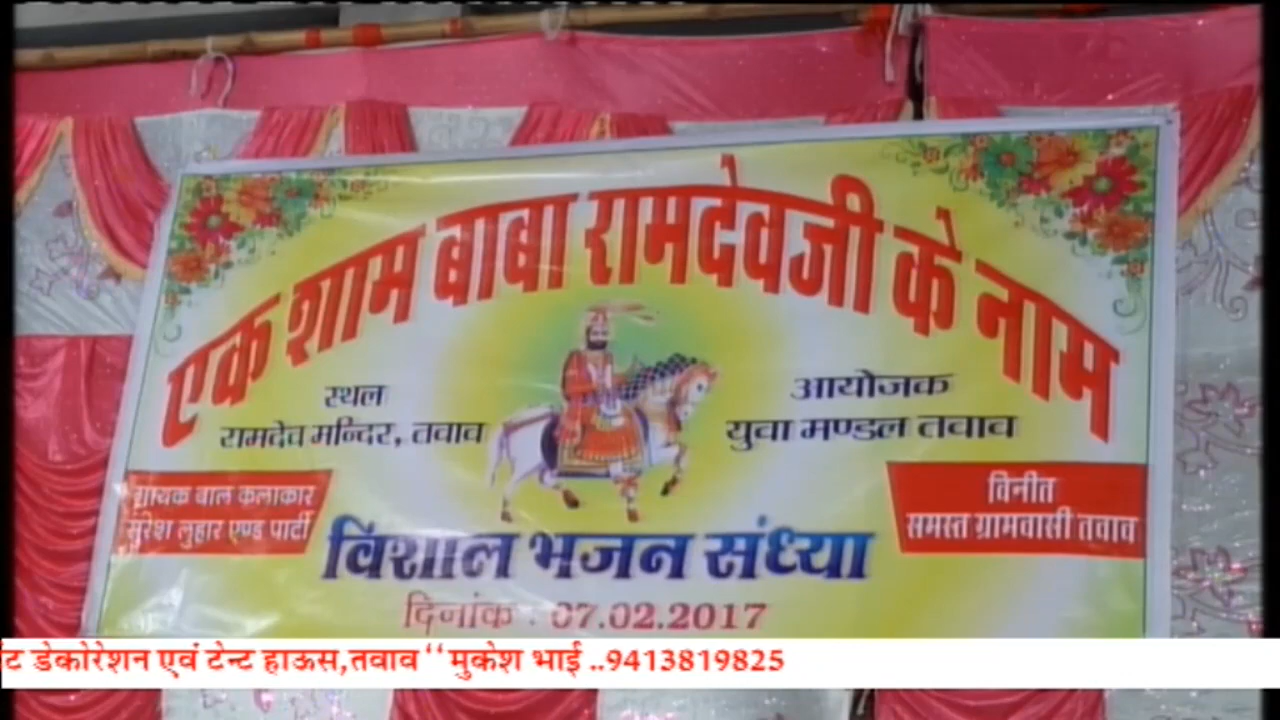 एक शाम बाबा रामदेवजी के नाम
स्थल
रामदेव मन्दिर, तवाव
आयोजक
युवा मण्डल तवाव
गायक बाल कलाकार
सुरेश लुहार एण्ड पार्टी
विनीत
समस्त ग्रामवासी तवाव
विशाल भजन संध्या
दिनांक : 07.02.2017
डेकोरेशन एवं टेन्ट हाऊस,तवाव “ मुकेश भाई ..9413819825